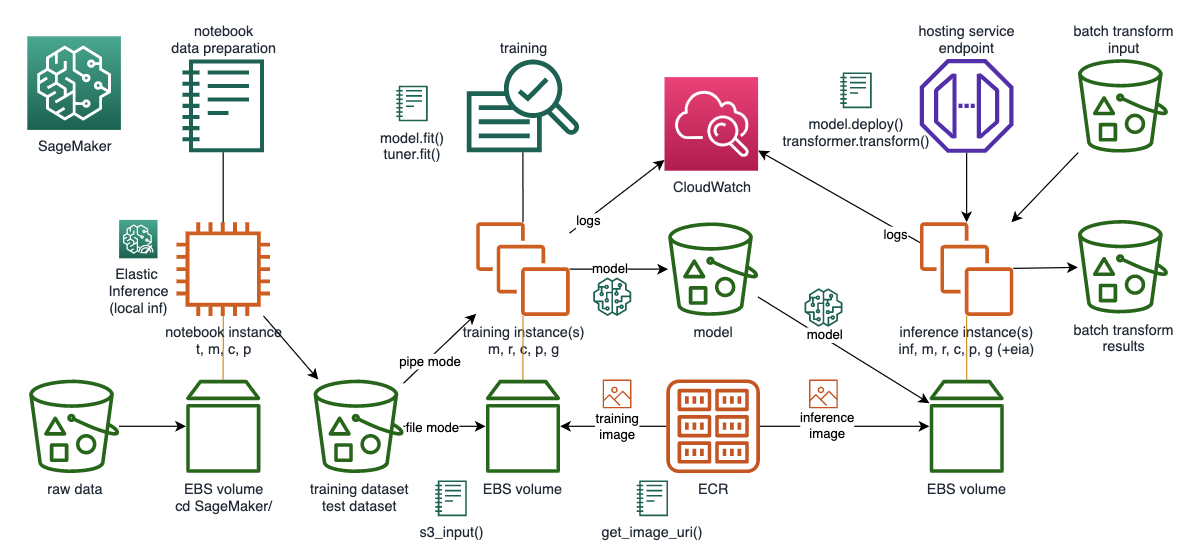 notebook
data preparation
training
hosting service
endpoint
batch transform
input
SageMaker
model.fit()
tuner.fit()
model.deploy()
transformer.transform()
CloudWatch
logs
logs
Elastic
Inference
(local inf)
model
notebook instance
t, m, c, p
training instance(s)
m, r, c, p, g
model
model
inference instance(s)
inf, m, r, c, p, g (+eia)
batch transform
results
pipe mode
file mode
training
image
inference
image
raw data
EBS volume
cd SageMaker/
training dataset
test dataset
EBS volume
ECR
EBS volume
s3_input()
get_image_uri()